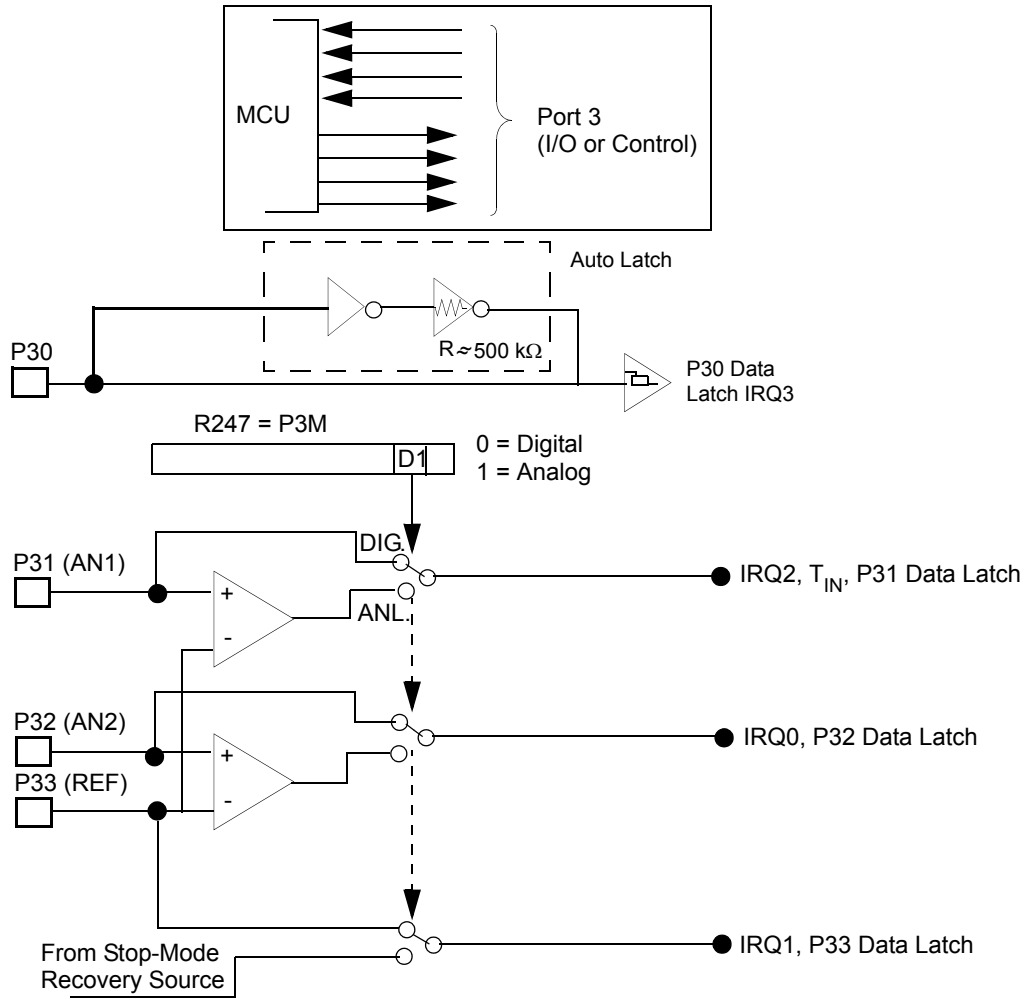 MCU
Port 3
(I/O or Control)
Auto Latch
R≈500 kΩ
P30
P30 Data
Latch IRQ3
R247 = P3M
D1
0 = Digital
1 = Analog
DIG.
P31 (AN1)
+
-
ANL.
IRQ2, TIN, P31 Data Latch
P32 (AN2)
+
-
IRQ0, P32 Data Latch
P33 (REF)
From Stop-Mode
Recovery Source
IRQ1, P33 Data Latch